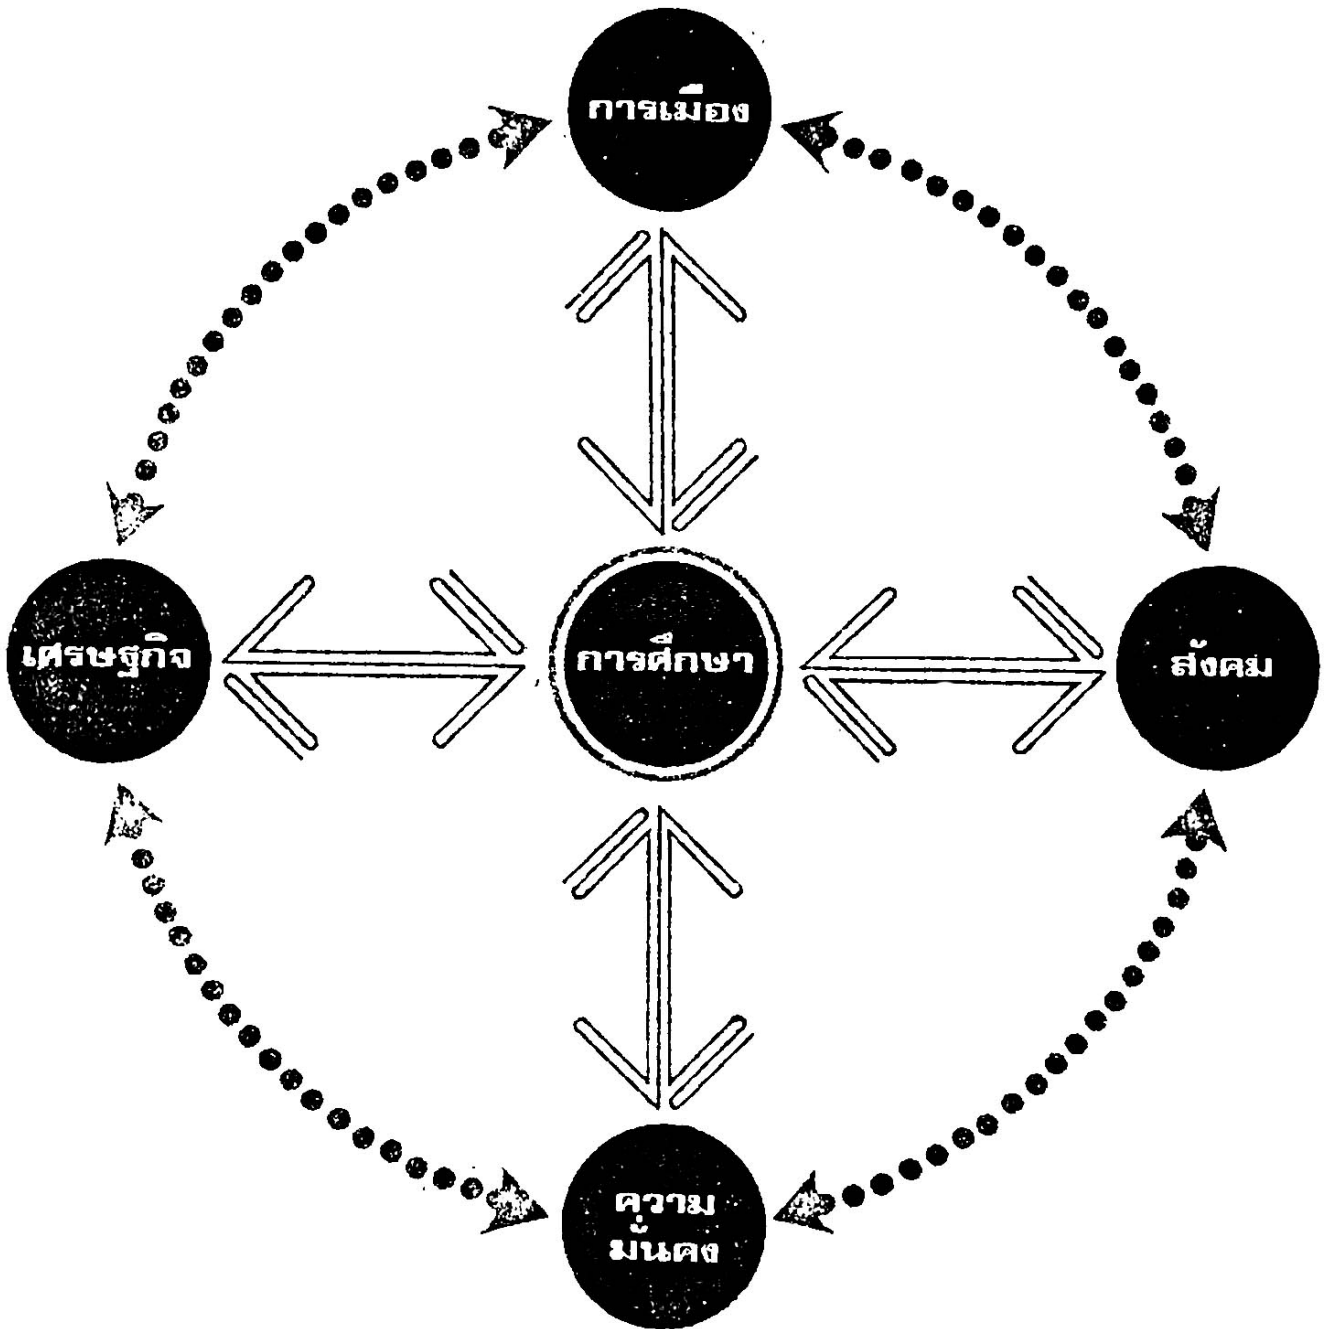 การเมือง
เศรษฐกิจ
การศึกษา
สังคม
ความ
มั่นคง